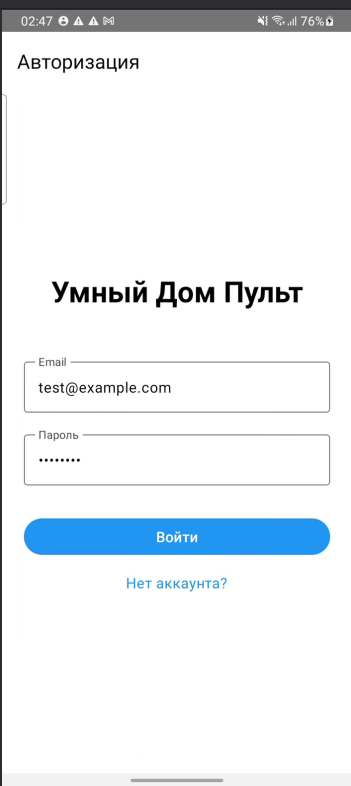 02:47 76%
Авторизация
Умный Дом Пульт
Email
test@example.com
Пароль
••••••••
Войти
Нет аккаунта?